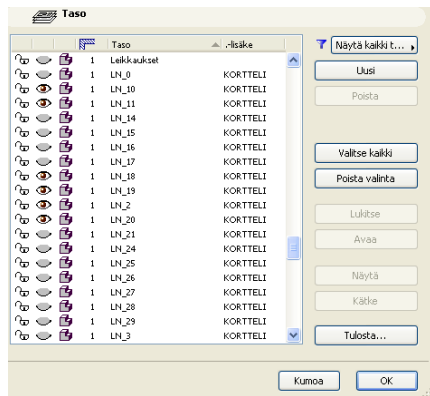 Taso
Taso .-lisäke
1 Leikkaukset
1 LN_0 KORTTELI
1 LN_10 KORTTELI
1 LN_11 KORTTELI
1 LN_14 KORTTELI
1 LN_15 KORTTELI
1 LN_16 KORTTELI
1 LN_17 KORTTELI
1 LN_18 KORTTELI
1 LN_19 KORTTELI
1 LN_2 KORTTELI
1 LN_20 KORTTELI
1 LN_21 KORTTELI
1 LN_24 KORTTELI
1 LN_25 KORTTELI
1 LN_26 KORTTELI
1 LN_27 KORTTELI
1 LN_28 KORTTELI
1 LN_29 KORTTELI
1 LN_3 KORTTELI
Näytä kaikki t...
Uusi
Poista
Valitse kaikki
Poista valinta
Lukitse
Avaa
Näytä
Kätke
Tulosta...
Kumoa OK